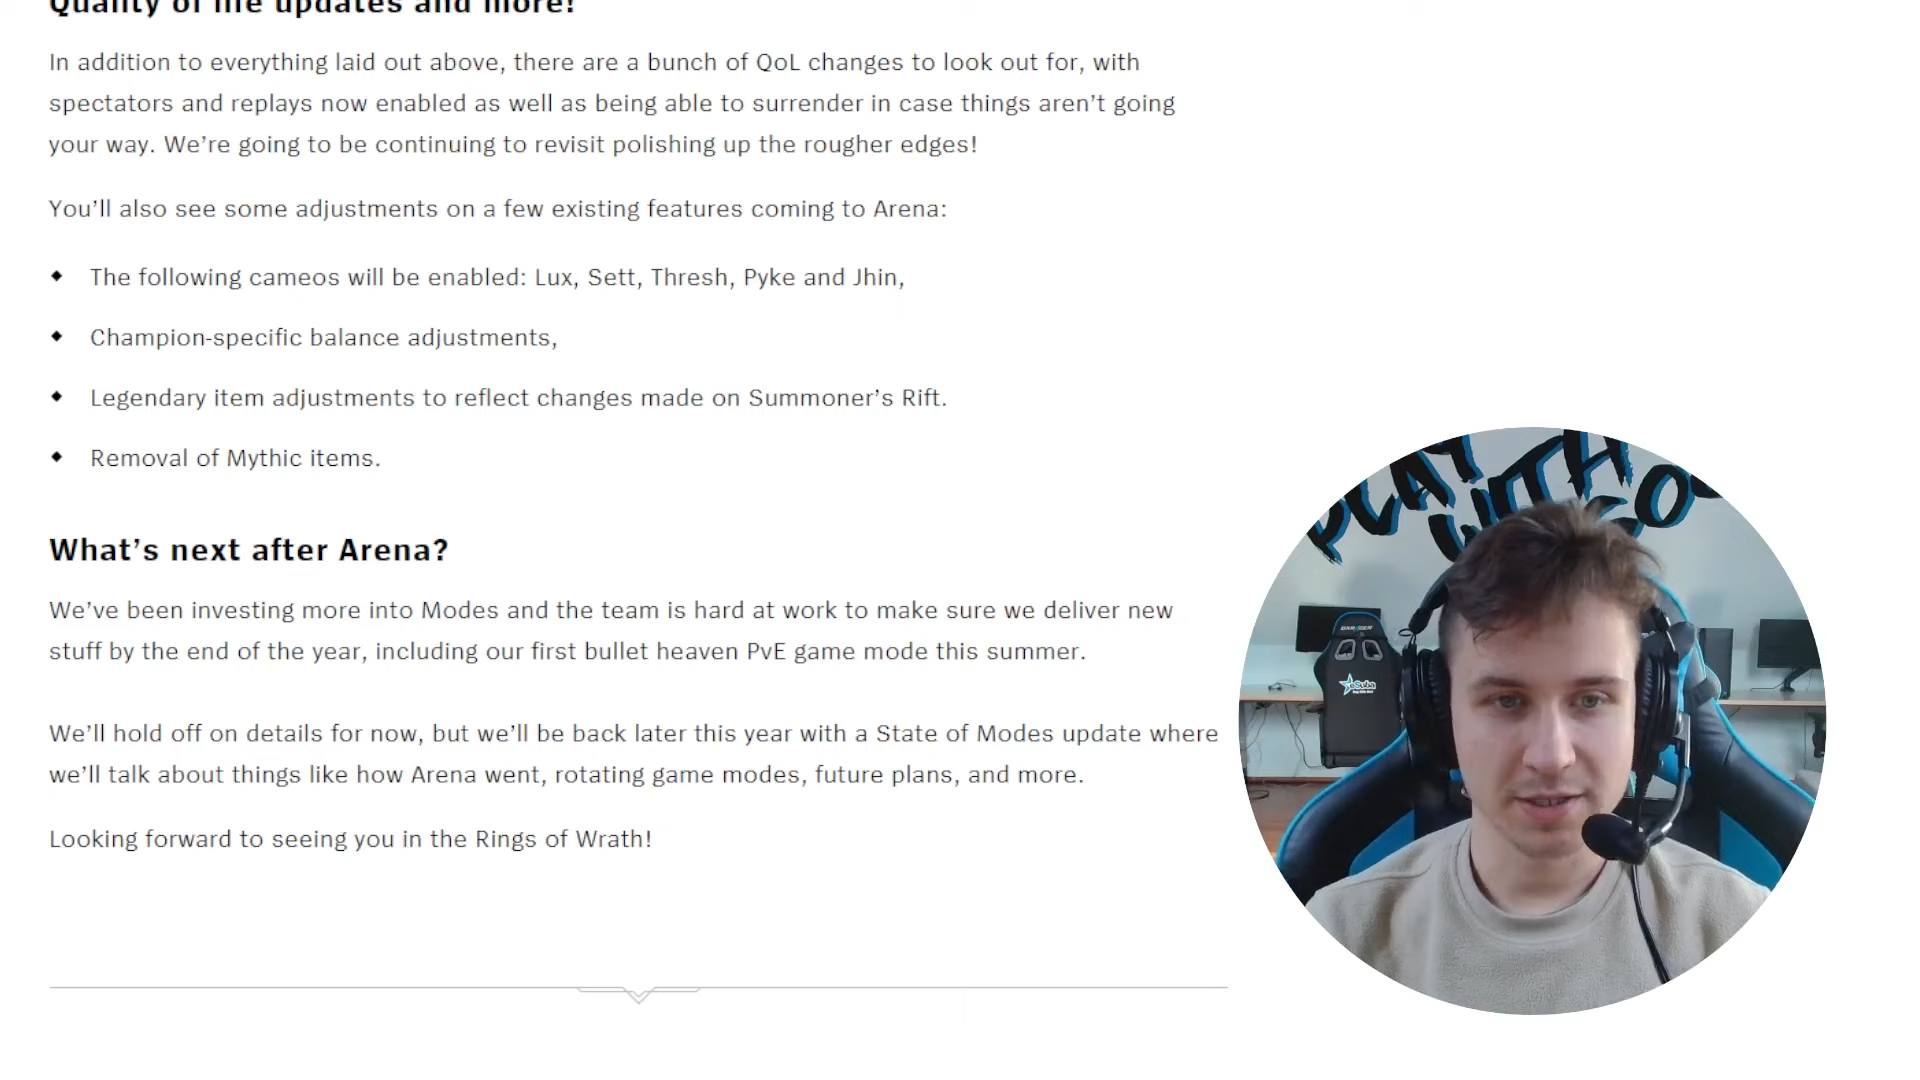 Quality of life updates and more!
In addition to everything laid out above, there are a bunch of QoL changes to look out for, with
spectators and replays now enabled as well as being able to surrender in case things aren’t going
your way. We’re going to be continuing to revisit polishing up the rougher edges!
You’ll also see some adjustments on a few existing features coming to Arena:
The following cameos will be enabled: Lux, Sett, Thresh, Pyke and Jhin,
Champion-specific balance adjustments,
Legendary item adjustments to reflect changes made on Summoner’s Rift.
Removal of Mythic items.
What’s next after Arena?
We’ve been investing more into Modes and the team is hard at work to make sure we deliver new
stuff by the end of the year, including our first bullet heaven PvE game mode this summer.
We’ll hold off on details for now, but we’ll be back later this year with a State of Modes update where
we’ll talk about things like how Arena went, rotating game modes, future plans, and more.
Looking forward to seeing you in the Rings of Wrath!
PLAY
WITH
eSuba